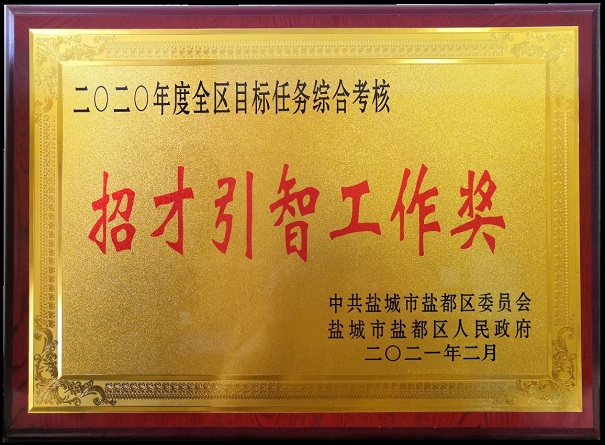 二〇二〇年度全区目标任务综合考核
招才引智工作奖
中共盐城市盐都区委员会
盐城市盐都区人民政府
二〇二一年二月